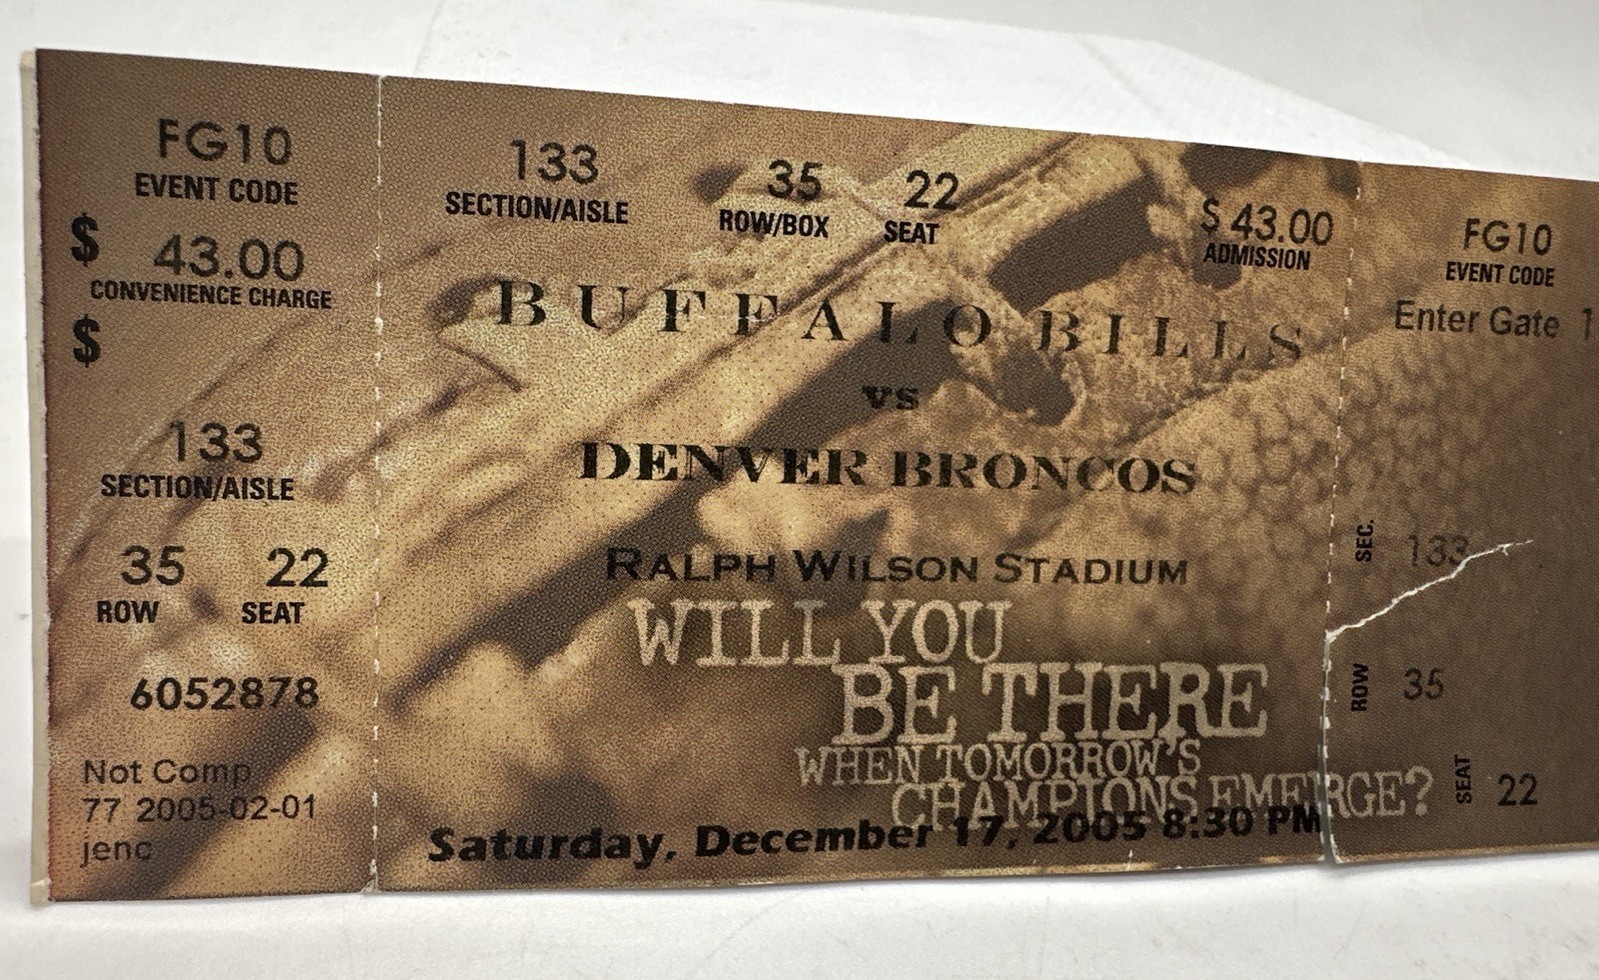 FG10
EVENT CODE
$ 43.00
CONVENIENCE CHARGE
$
133
SECTION/AISLE
35 22
ROW SEAT
6052878
Not Comp
77 2005-02-01
jenc
133 35 22 $ 43.00
SECTION/AISLE ROW/BOX SEAT ADMISSION
BUFFALO BILLS
vs
DENVER BRONCOS
RALPH WILSON STADIUM
WILL YOU
BE THERE
WHEN TOMORROW'S
CHAMPIONS EMERGE?
Saturday, December 17, 2005 8:30 PM
FG10
EVENT CODE
Enter Gate 1
SEC. 133
ROW 35
SEAT 22